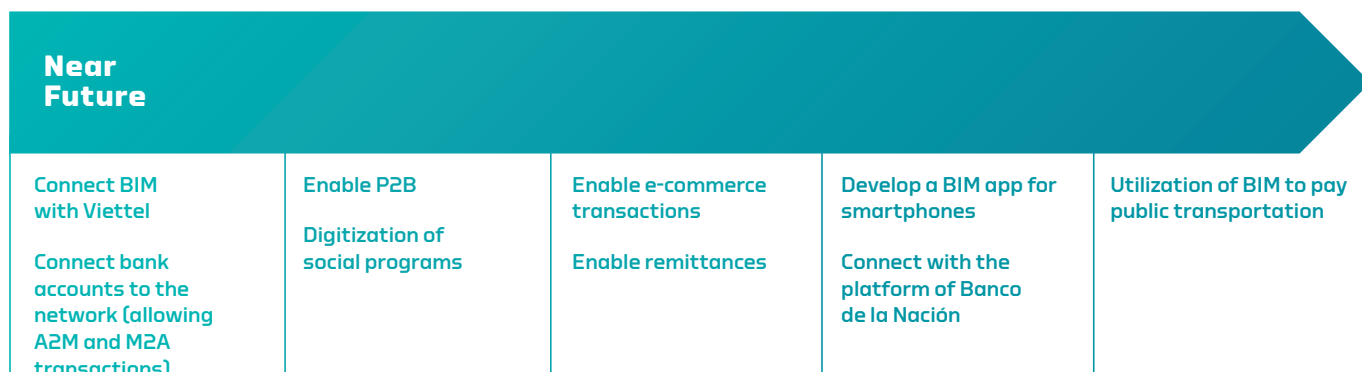 Near
Future
Connect BIM
with Viettel
Connect bank
accounts to the
network (allowing
A2M and M2A
transactions)
Enable P2B
Digitization of
social programs
Enable e-commerce
transactions
Enable remittances
Develop a BIM app for
smartphones
Connect with the
platform of Banco
de la Nación
Utilization of BIM to pay
public transportation